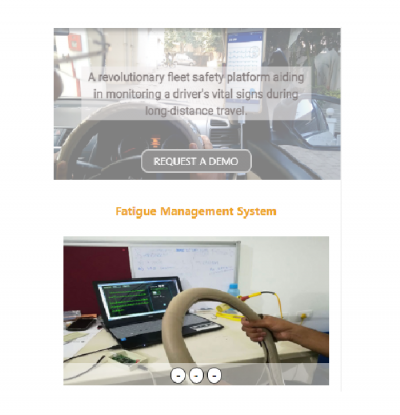 A revolutionary fleet safety platform aiding
in monitoring a driver's vital signs during
long-distance travel.
REQUEST A DEMO
Fatigue Management System